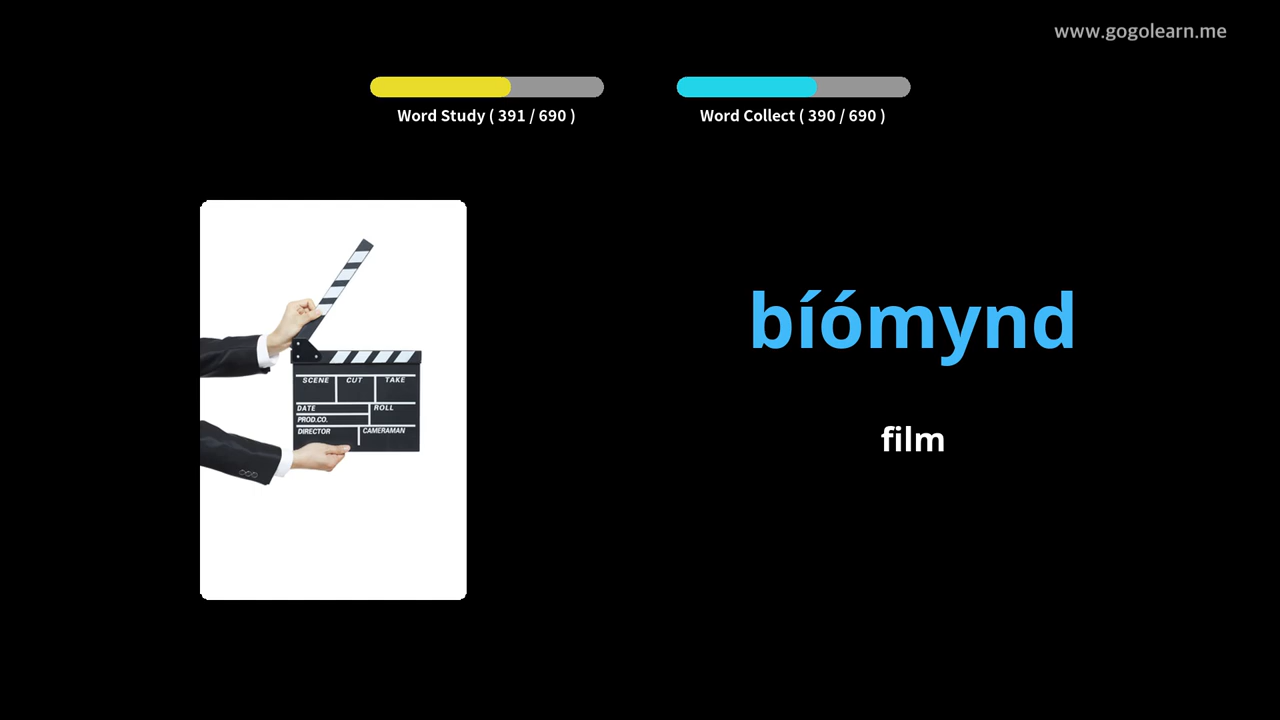 www.gogolearn.me
Word Study ( 391 / 690 )
Word Collect ( 390 / 690 )
bíómynd
film
SCENE CUT TAKE
DATE ROLL
PROD.CO.
DIRECTOR CAMERAMAN